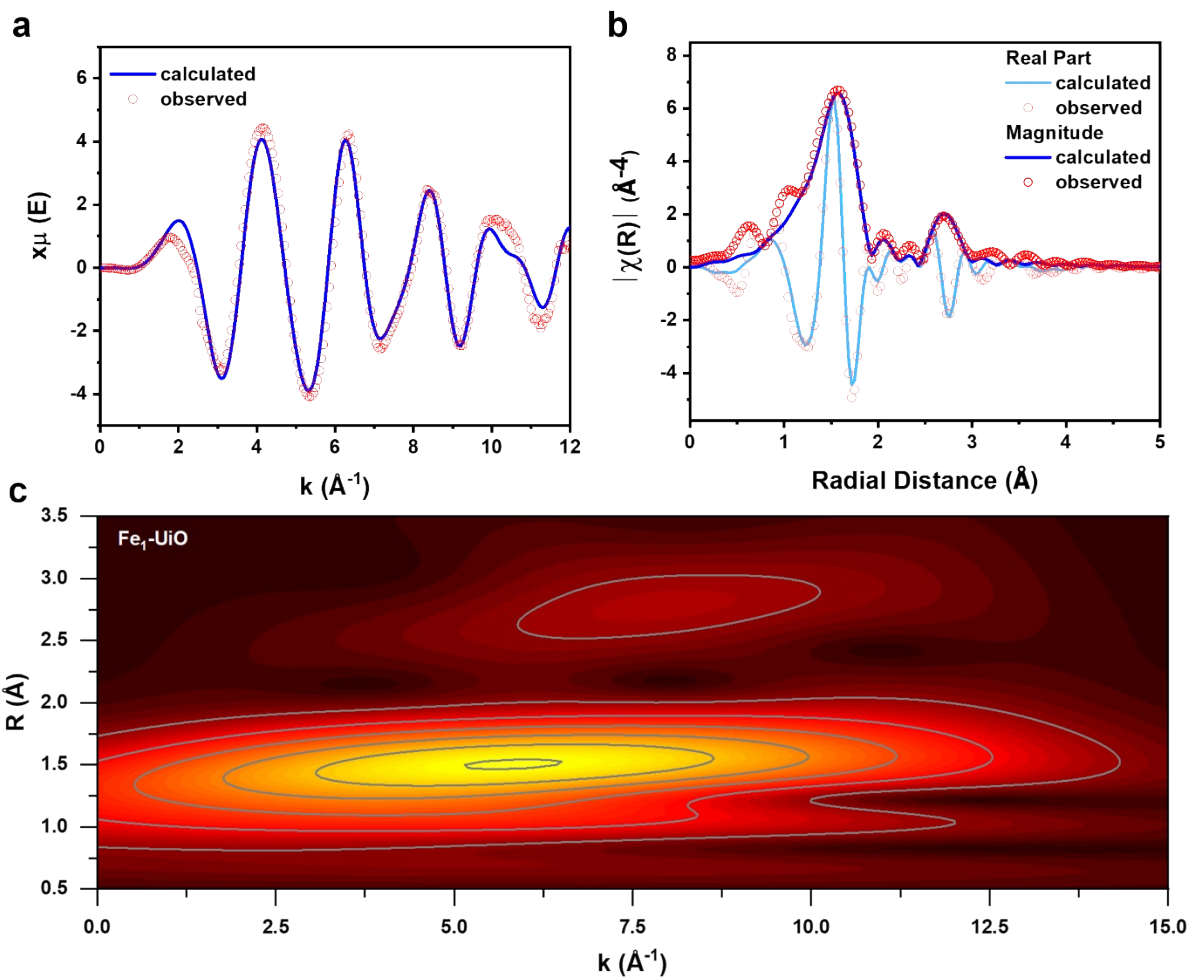 a
6
4
2
0
-2
-4
0 2 4 6 8 10 12
xμ (E)
k (Å⁻¹)
calculated
observed
b
8
6
4
2
0
-2
-4
0 1 2 3 4 5
|χ(R)| (Å-4)
Radial Distance (Å)
Real Part
calculated
observed
Magnitude
calculated
observed
c
Fe₁-UiO
3.5
3.0
2.5
2.0
1.5
1.0
0.5
R (Å)
0.0 2.5 5.0 7.5 10.0 12.5 15.0
k (Å⁻¹)